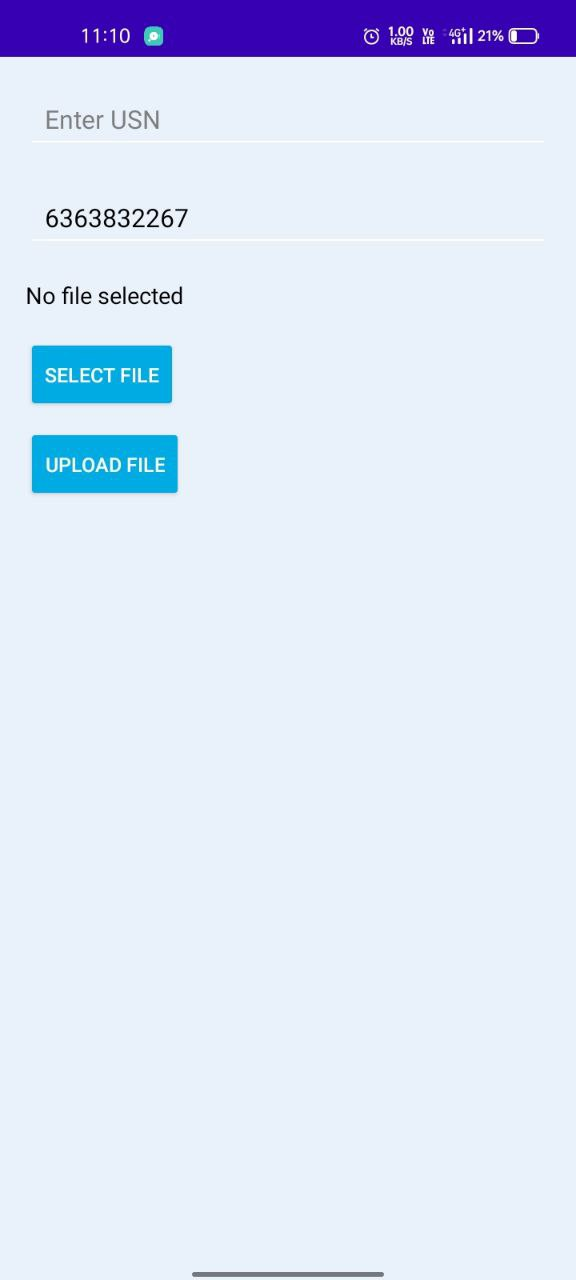 11:10 1.00 KB/S Vo LTE 4G+ 21%
Enter USN
6363832267
No file selected
SELECT FILE
UPLOAD FILE